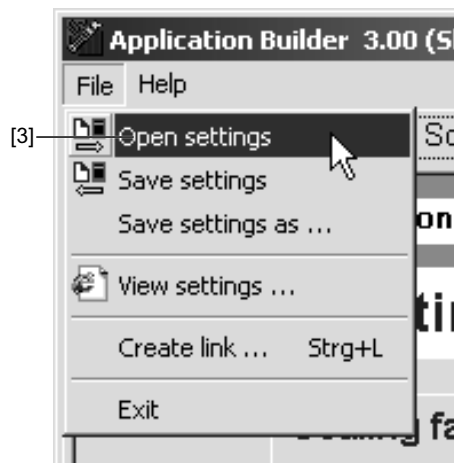 Application Builder 3.00 (S
File Help
[3]
Open settings
Save settings
Save settings as ...
View settings ...
Create link ... Strg+L
Exit